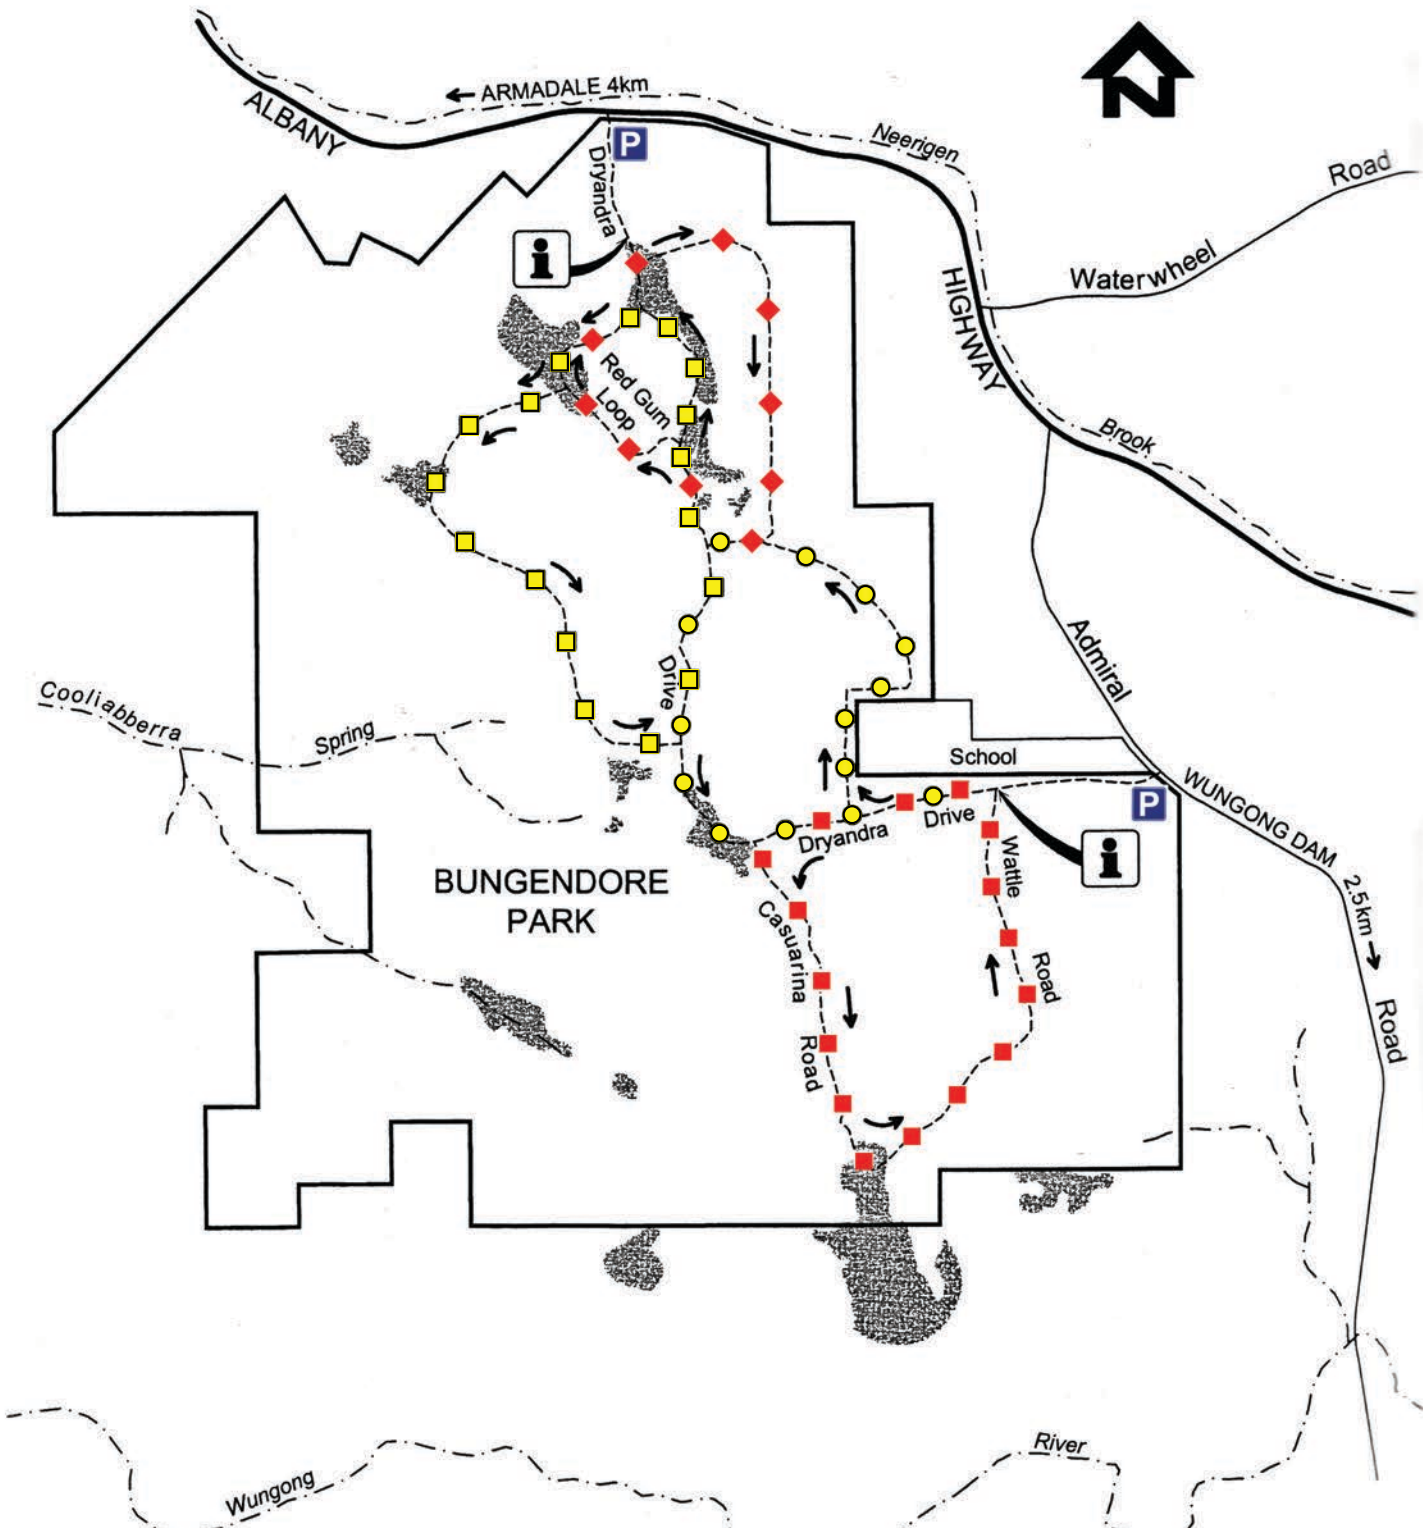 ARMADALE 4km
ALBANY
P
Neerigen
N
Road
Dryandra
i
Waterwheel
HIGHWAY
Red Gum
Loop
Brook
Admiral
Drive
Cooliabberra
Spring
School
WUNGONG DAM
P
Drive
Dryandra
Wattle
i
2.5km
BUNGENDORE
PARK
Casuarina
Road
Road
Road
River
Wungong